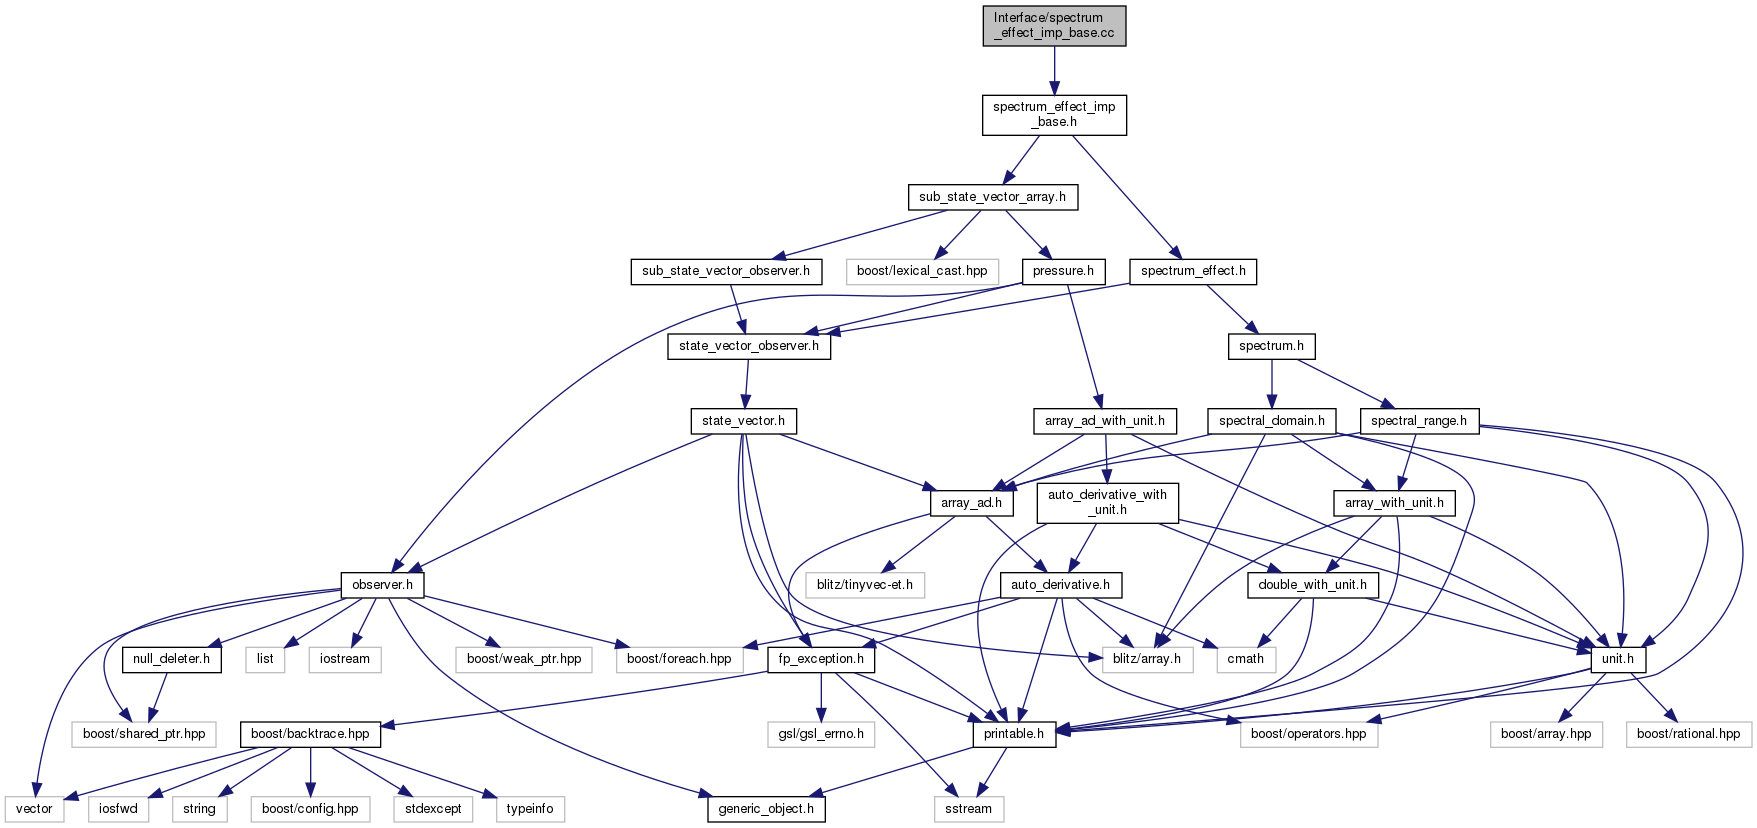 Interface/spectrum
_effect_imp_base.cc
spectrum_effect_imp
_base.h
sub_state_vector_array.h
sub_state_vector_observer.h
boost/lexical_cast.hpp
pressure.h
spectrum_effect.h
state_vector_observer.h
spectrum.h
state_vector.h
array_ad_with_unit.h
spectral_domain.h
spectral_range.h
array_ad.h
auto_derivative_with
_unit.h
array_with_unit.h
observer.h
blitz/tinyvec-et.h
auto_derivative.h
double_with_unit.h
null_deleter.h
list
iostream
boost/weak_ptr.hpp
boost/foreach.hpp
fp_exception.h
blitz/array.h
cmath
unit.h
boost/shared_ptr.hpp
boost/backtrace.hpp
gsl/gsl_errno.h
printable.h
boost/operators.hpp
boost/array.hpp
boost/rational.hpp
vector
iosfwd
string
boost/config.hpp
stdexcept
typeinfo
generic_object.h
sstream